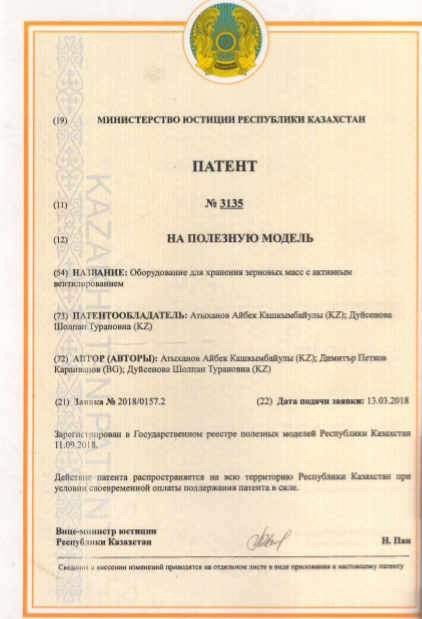 (19) МИНИСТЕРСТВО ЮСТИЦИИ РЕСПУБЛИКИ КАЗАХСТАН
ПАТЕНТ
(11) № 3135
(12) НА ПОЛЕЗНУЮ МОДЕЛЬ
(54) НАЗВАНИЕ: Оборудование для хранения зерновых масс с активным
вентилированием
(73) ПАТЕНТООБЛАДАТЕЛЬ: Атыханов Айбек Кашкымбайулы (KZ); Дуйсенова
Шолпан Турановна (KZ)
(72) АВТОР (АВТОРЫ): Атыханов Айбек Кашкымбайулы (KZ); Димитър Петков
(BG); Дуйсенова Шолпан Турановна (KZ)
(21) Заявка № 2018/0157.2 (22) Дата подачи заявки: 13.03.2018
Зарегистрирован в Государственном реестре полезных моделей Республики Казахстан
11.09.2018.
Действие патента распространяется на всю территорию Республики Казахстан при
условии своевременной оплаты поддержания патента в силе.
Вице-министр юстиции
Республики Казахстан Н. Пан
Сведения о внесении изменений приводятся на отдельном листе в виде приложения к настоящему патенту
KAZAKHSTAN PATENT